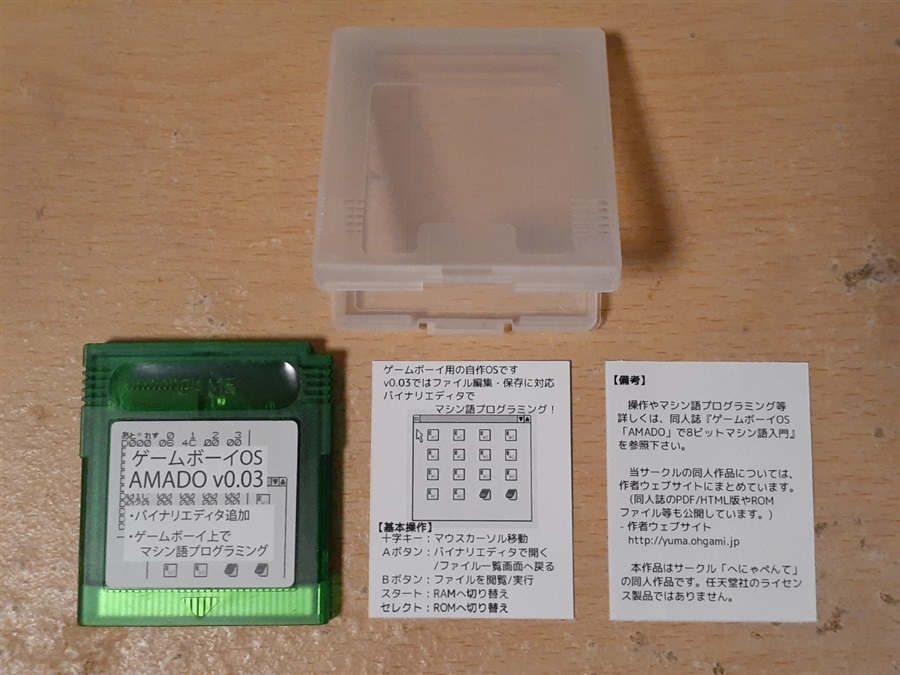 あどれす 0 1 2 3
ゲームボーイOS
AMADO v0.03
・バイナリエディタ追加
・ゲームボーイ上で
マシン語プログラミング
ゲームボーイ用の自作OSです
v0.03ではファイル編集・保存に対応
バイナリエディタで
マシン語プログラミング！
【基本操作】
十字キー：マウスカーソル移動
Aボタン：バイナリエディタで開く
/ファイル一覧画面へ戻る
Bボタン：ファイルを閲覧/実行
スタート：RAMへ切り替え
セレクト：ROMへ切り替え
【備考】
操作やマシン語プログラミング等
詳しくは、同人誌『ゲームボーイOS
「AMADO」で8ビットマシン語入門』
を参照下さい。
当サークルの同人作品については、
作者ウェブサイトにまとめています。
(同人誌のPDF/HTML版やROM
ファイル等も公開しています。)
- 作者ウェブサイト
http://yuma.ohgami.jp
本作品はサークル「へにゃぺんて」
の同人作品です。任天堂社のライセン
ス製品ではありません。